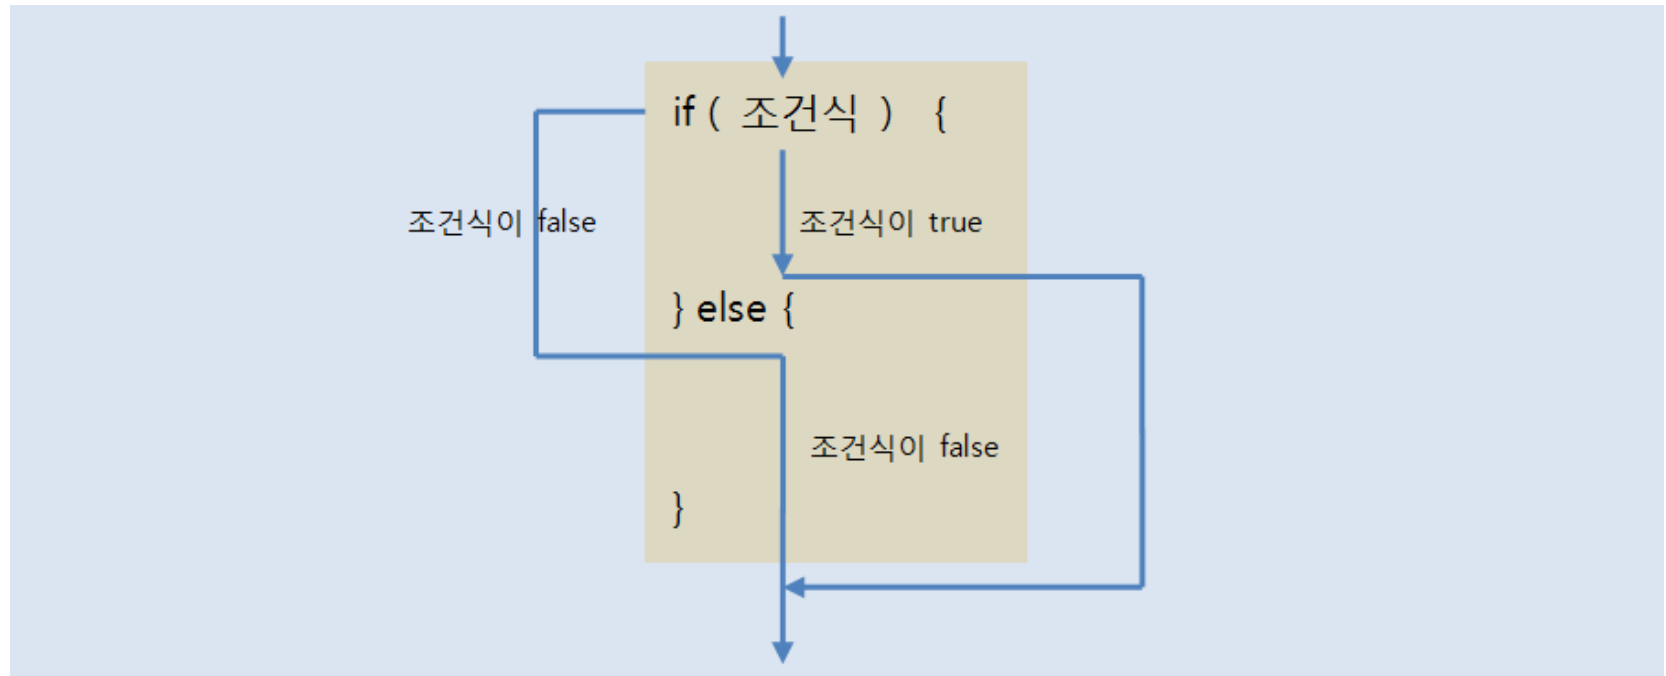 if ( 조건식 ) {
조건식이 false
조건식이 true
} else {
조건식이 false
}